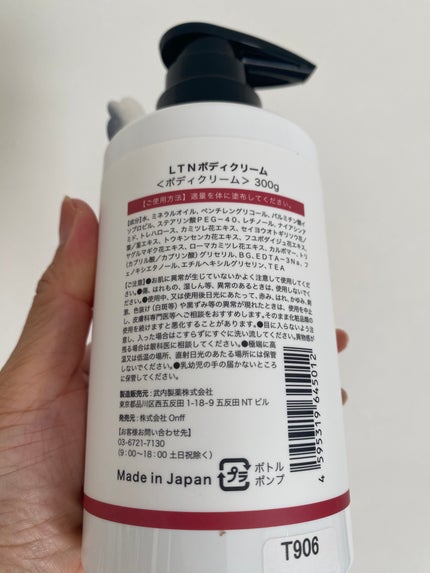 LTNボディクリーム
<ボディクリーム> 300g
【ご使用方法】適量を体に塗布してください。
【成分】水、ミネラルオイル、ペンチレングリコール、パルミチン酸イ
ソプロピル、ステアリン酸PEG-40、レチノール、ナイアシンア
ミド、トレハロース、カミツレ花エキス、セイヨウオトギリソウ花/
葉/茎エキス、トウキンセンカ花エキス、フユボダイジュ花エキス、
ヤグルマギク花エキス、ローマカミツレ花エキス、カルボマー、トリ
(カプリル酸/カプリン酸)グリセリル、BG、EDTA-3Na、フ
ェノキシエタノール、エチルヘキシルグリセリン、TEA
【ご注意】●お肌に異常が生じていないかよく注意して使用してくだ
さい。●傷、はれもの、湿しん等、異常のあるときは、使用しないでく
ださい。●使用中、又は使用後日光にあたって、赤み、はれ、かゆみ、刺
激、色抜け(白斑等)や黒ずみ等の異常が現れたときは、使用を中
止し、皮膚科専門医等へご相談をおすすめします。そのまま化粧品類の
使用を続けますと悪化することがあります。●目に入らないよう注
意し、入った場合はこすらずにすぐに洗い流してください。異物感が
残る場合は眼科医に相談してください。●極端に高
温又は低温の場所、直射日光のあたる場所には保管
しないでください。●乳幼児の手の届かないところ
に保管してください。
製造販売元:武内製薬株式会社
東京都品川区西五反田 1-18-9 五反田NTビル
発売元:株式会社 Onff
【お客様お問い合わせ先】
03-6721-7130
(9:00~18:00 土日祝除く)
Made in Japan
プラ
ボトル
ポンプ
4 595319 645012
T906